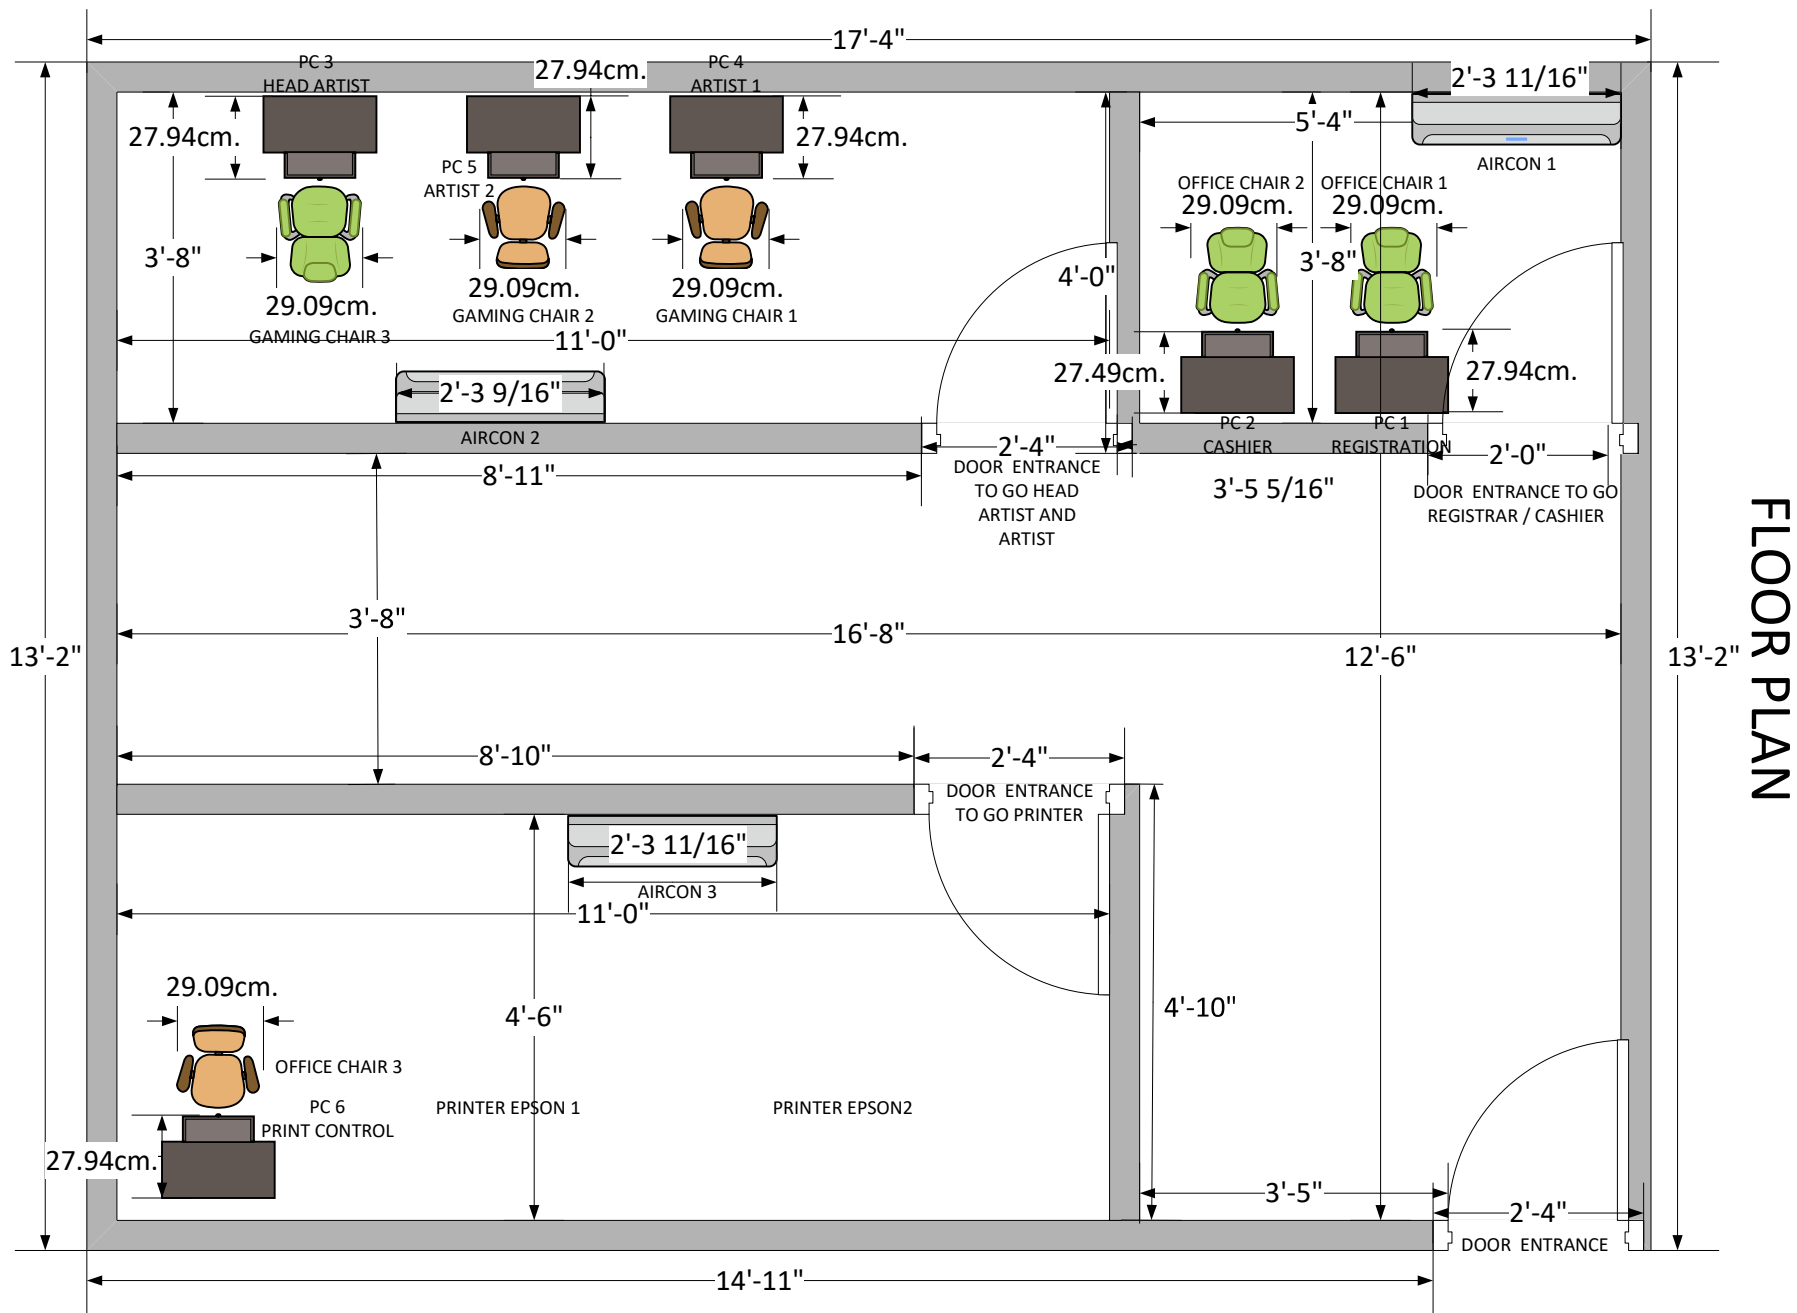 17'-4"
PC 3
HEAD ARTIST
27.94cm.
PC 4
ARTIST 1
2'-3 11/16"
27.94cm.
27.94cm.
5'-4"
AIRCON 1
PC 5
ARTIST 2
OFFICE CHAIR 2
OFFICE CHAIR 1
29.09cm.
29.09cm.
3'-8"
3'-8"
4'-0"
29.09cm.
GAMING CHAIR 3
29.09cm.
GAMING CHAIR 2
29.09cm.
GAMING CHAIR 1
11'-0"
27.49cm.
27.94cm.
2'-3 9/16"
AIRCON 2
PC 2
CASHIER
PC 1
REGISTRATION
2'-4"
2'-0"
8'-11"
DOOR ENTRANCE
TO GO HEAD
ARTIST AND
ARTIST
3'-5 5/16"
DOOR ENTRANCE TO GO
REGISTRAR / CASHIER
3'-8"
16'-8"
13'-2"
12'-6"
13'-2"
FLOOR PLAN
8'-10"
2'-4"
DOOR ENTRANCE
TO GO PRINTER
2'-3 11/16"
AIRCON 3
11'-0"
29.09cm.
4'-6"
4'-10"
OFFICE CHAIR 3
PC 6
PRINT CONTROL
PRINTER EPSON 1
PRINTER EPSON2
27.94cm.
3'-5"
2'-4"
DOOR ENTRANCE
14'-11"